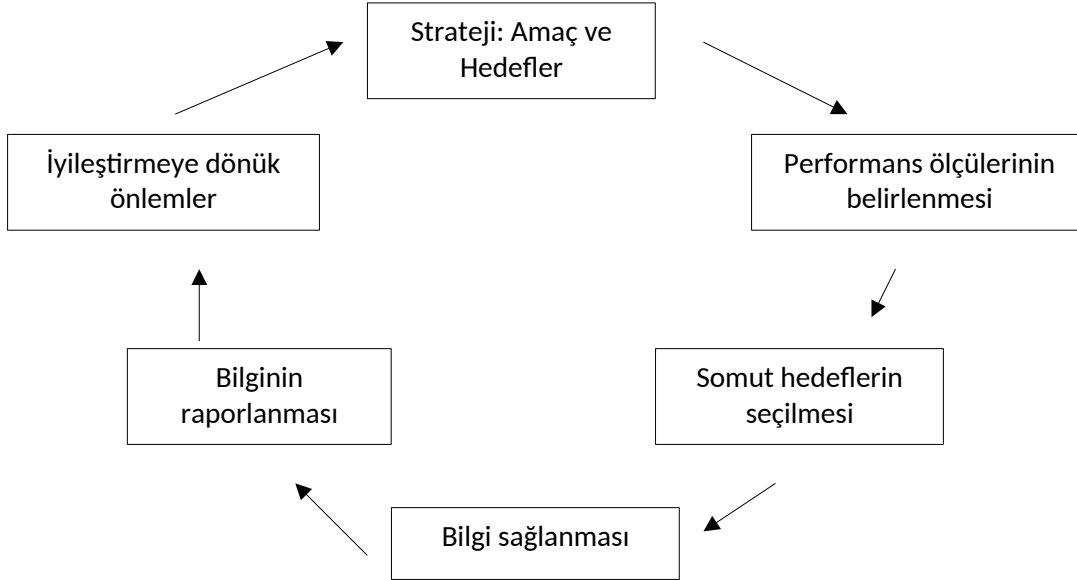 Strateji: Amaç ve
Hedefler
İyileştirmeye dönük
önlemler
Performans ölçülerinin
belirlenmesi
Bilginin
raporlanması
Somut hedeflerin
seçilmesi
Bilgi sağlanması